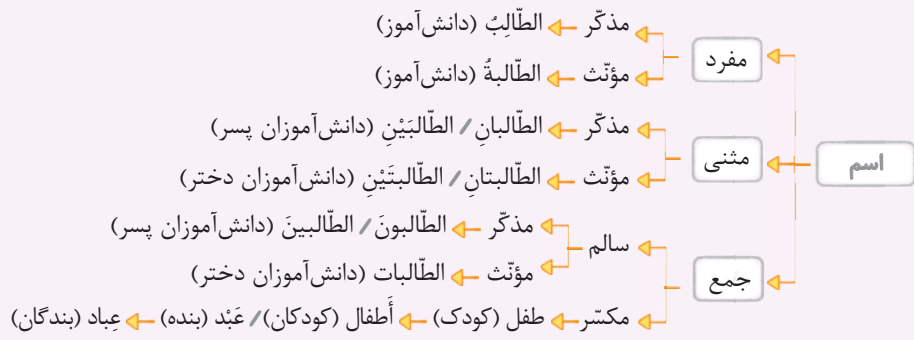 اسم
مفرد
مذکّر ← الطّالِبُ (دانش‌آموز)
مؤنّث ← الطّالبةُ (دانش‌آموز)
مثنی
مذکّر ← الطّالبانِ / الطّالبَیْنِ (دانش‌آموزان پسر)
مؤنّث ← الطّالبتانِ / الطّالبتَیْنِ (دانش‌آموزان دختر)
جمع
سالم
مذکّر ← الطّالبونَ / الطّالبینَ (دانش‌آموزان پسر)
مؤنّث ← الطّالبات (دانش‌آموزان دختر)
مکسّر ← طفل (کودک) ← أَطفال (کودکان) / عَبْد (بنده) ← عِباد (بندگان)